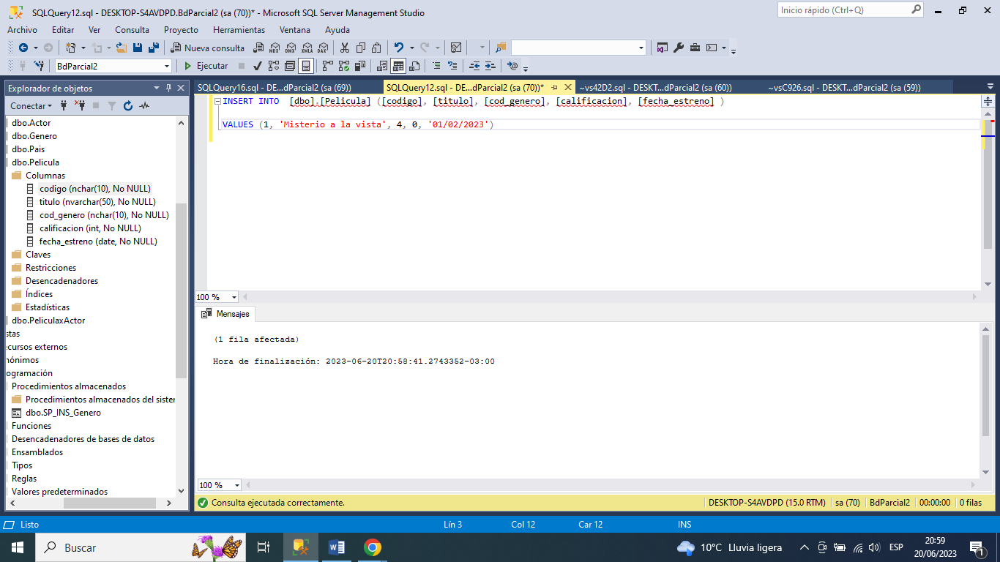 SQLQuery12.sql - DESKTOP-S4AVDPD.BdParcial2 (sa (70))* - Microsoft SQL Server Management Studio
Inicio rápido (Ctrl+Q)
Archivo Editar Ver Consulta Proyecto Herramientas Ventana Ayuda
Nueva consulta MDX DMX XMLA DAX
BdParcial2 Ejecutar
Explorador de objetos
SQLQuery16.sql - DE...dParcial2 (sa (69)) SQLQuery12.sql - DE...dParcial2 (sa (70))* ~vs42D2.sql - DESKT...dParcial2 (sa (60)) ~vsC926.sql - DESKT...dParcial2 (sa (59))
Conectar
dbo.Actor
dbo.Genero
dbo.Pais
dbo.Pelicula
Columnas
codigo (nchar(10), No NULL)
titulo (nvarchar(50), No NULL)
cod_genero (nchar(10), No NULL)
calificacion (int, No NULL)
fecha_estreno (date, No NULL)
Claves
Restricciones
Desencadenadores
Índices
Estadísticas
dbo.PeliculaxActor
stas
ecursos externos
nónimos
ogramación
Procedimientos almacenados
Procedimientos almacenados del sister
dbo.SP_INS_Genero
Funciones
Desencadenadores de bases de datos
Ensamblados
Tipos
Reglas
Valores predeterminados
INSERT INTO [dbo].[Pelicula] ([codigo], [titulo], [cod_genero], [calificacion], [fecha_estreno] )
VALUES (1, 'Misterio a la vista', 4, 0, '01/02/2023')
100 %
Mensajes
(1 fila afectada)
Hora de finalización: 2023-06-20T20:58:41.2743352-03:00
100 %
Consulta ejecutada correctamente. DESKTOP-S4AVDPD (15.0 RTM) sa (70) BdParcial2 00:00:00 0 filas
Listo Lín 3 Col 12 Car 12 INS
Buscar
10°C Lluvia ligera
ESP
20:59
20/06/2023
1